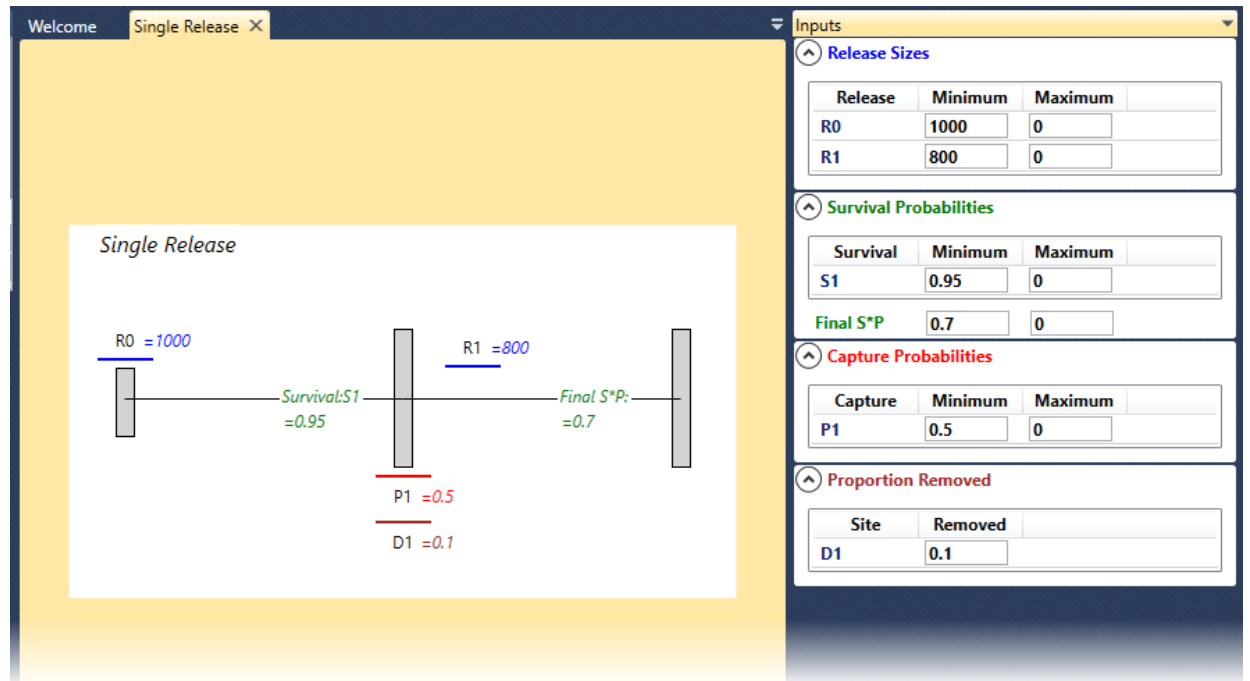 Welcome Single Release
Single Release
R0 =1000
R1 =800
Survival:S1
=0.95
Final S*P:
=0.7
P1 =0.5
D1 =0.1
Inputs
Release Sizes
Release Minimum Maximum
R0 1000 0
R1 800 0
Survival Probabilities
Survival Minimum Maximum
S1 0.95 0
Final S*P 0.7 0
Capture Probabilities
Capture Minimum Maximum
P1 0.5 0
Proportion Removed
Site Removed
D1 0.1